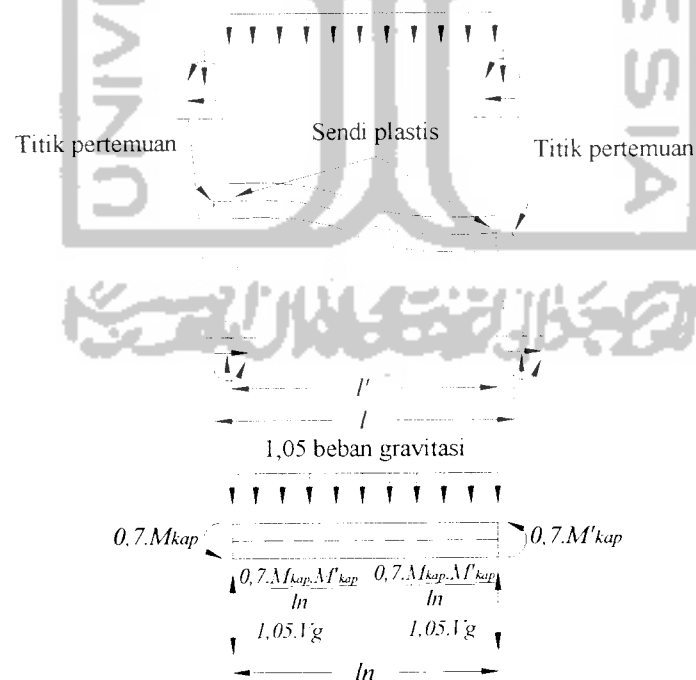 Titik pertemuan
Sendi plastis
Titik pertemuan
l'
l
1,05 beban gravitasi
0,7.Mkap
0,7.M'kap
0,7.Mkap.M'kap 0,7.Mkap.M'kap
ln ln
1,05.Vg 1,05.Vg
ln